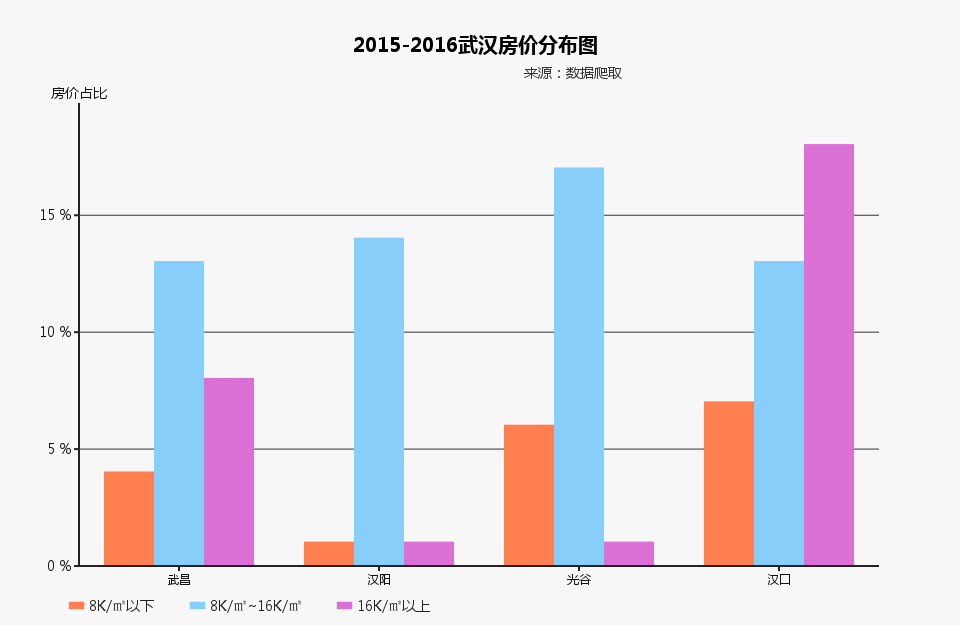 2015-2016武汉房价分布图
来源：数据爬取
房价占比
15 %
10 %
5 %
0 %
武昌 汉阳 光谷 汉口
8K/㎡以下 8K/㎡~16K/㎡ 16K/㎡以上